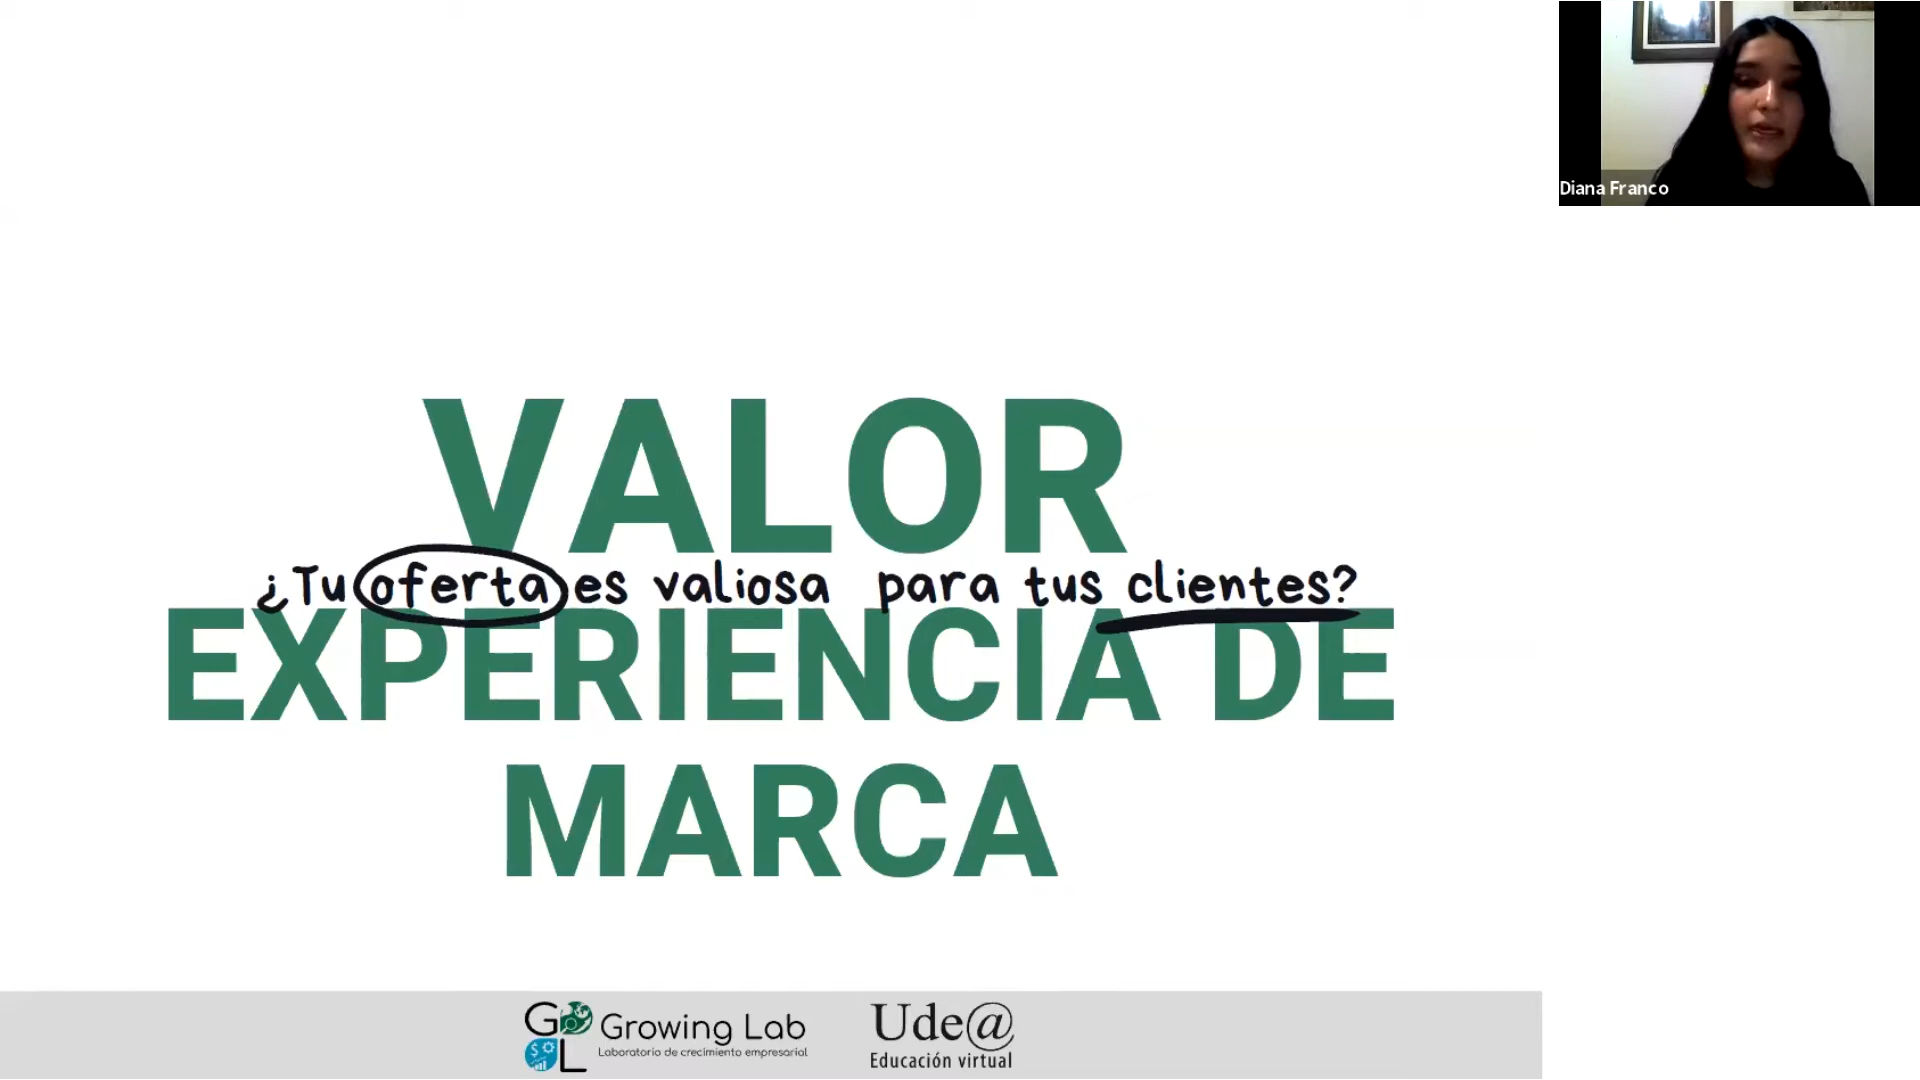 Diana Franco
VALOR
¿Tu oferta es valiosa para tus clientes?
EXPERIENCIA DE
MARCA
GL Growing Lab
Laboratorio de crecimiento empresarial
Ude@
Educación virtual